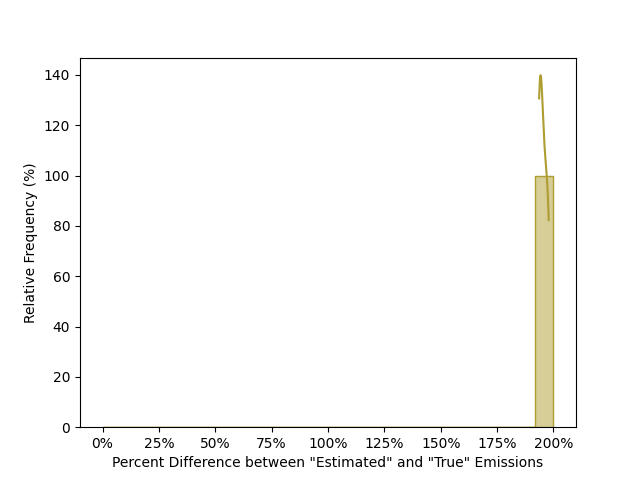 140
120
100
80
60
40
20
0
Relative Frequency (%)
0% 25% 50% 75% 100% 125% 150% 175% 200%
Percent Difference between "Estimated" and "True" Emissions